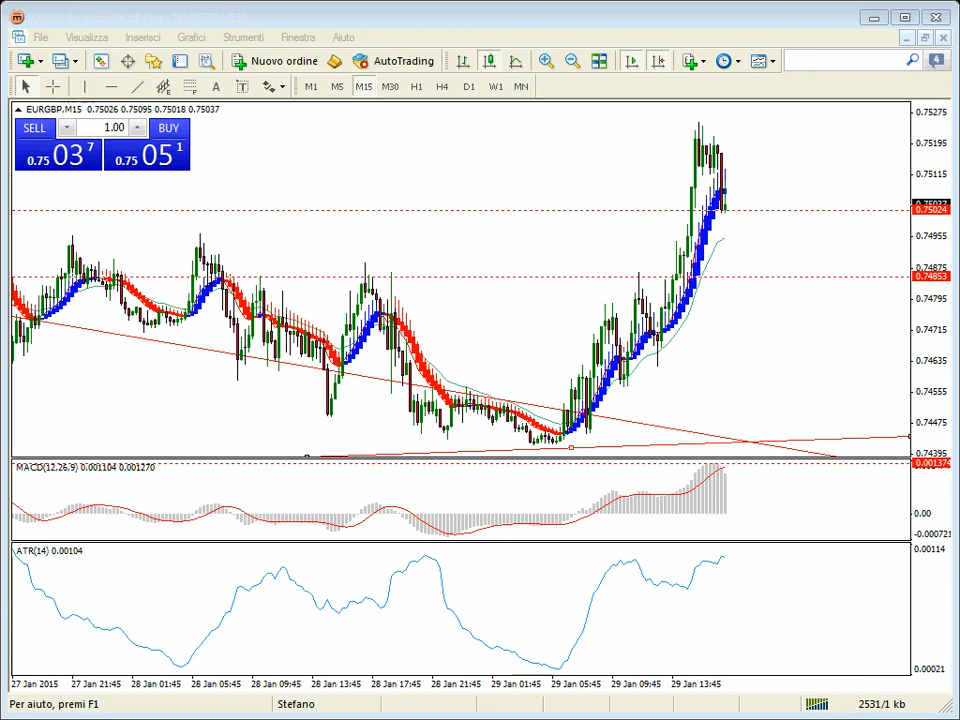 File Visualizza Inserisci Grafici Strumenti Finestra Aiuto
Nuovo ordine AutoTrading 4
A T M1 M5 M15 M30 H1 H4 D1 W1 MN
EURGBP,M15 0.75026 0.75095 0.75018 0.75037
SELL 1.00 BUY
0.75 03 7 0.75 05 1
0.75275
0.75195
0.75115
0.75037
0.75024
0.74955
0.74875
0.74853
0.74795
0.74715
0.74635
0.74555
0.74475
0.74395
MACD(12,26,9) 0.001104 0.001270
0.001374
0.00
-0.000721
ATR(14) 0.00104
0.00114
0.00021
27 Jan 2015 27 Jan 21:45 28 Jan 01:45 28 Jan 05:45 28 Jan 09:45 28 Jan 13:45 28 Jan 17:45 28 Jan 21:45 29 Jan 01:45 29 Jan 05:45 29 Jan 09:45 29 Jan 13:45
Per aiuto, premi F1 Stefano 2531/1 kb